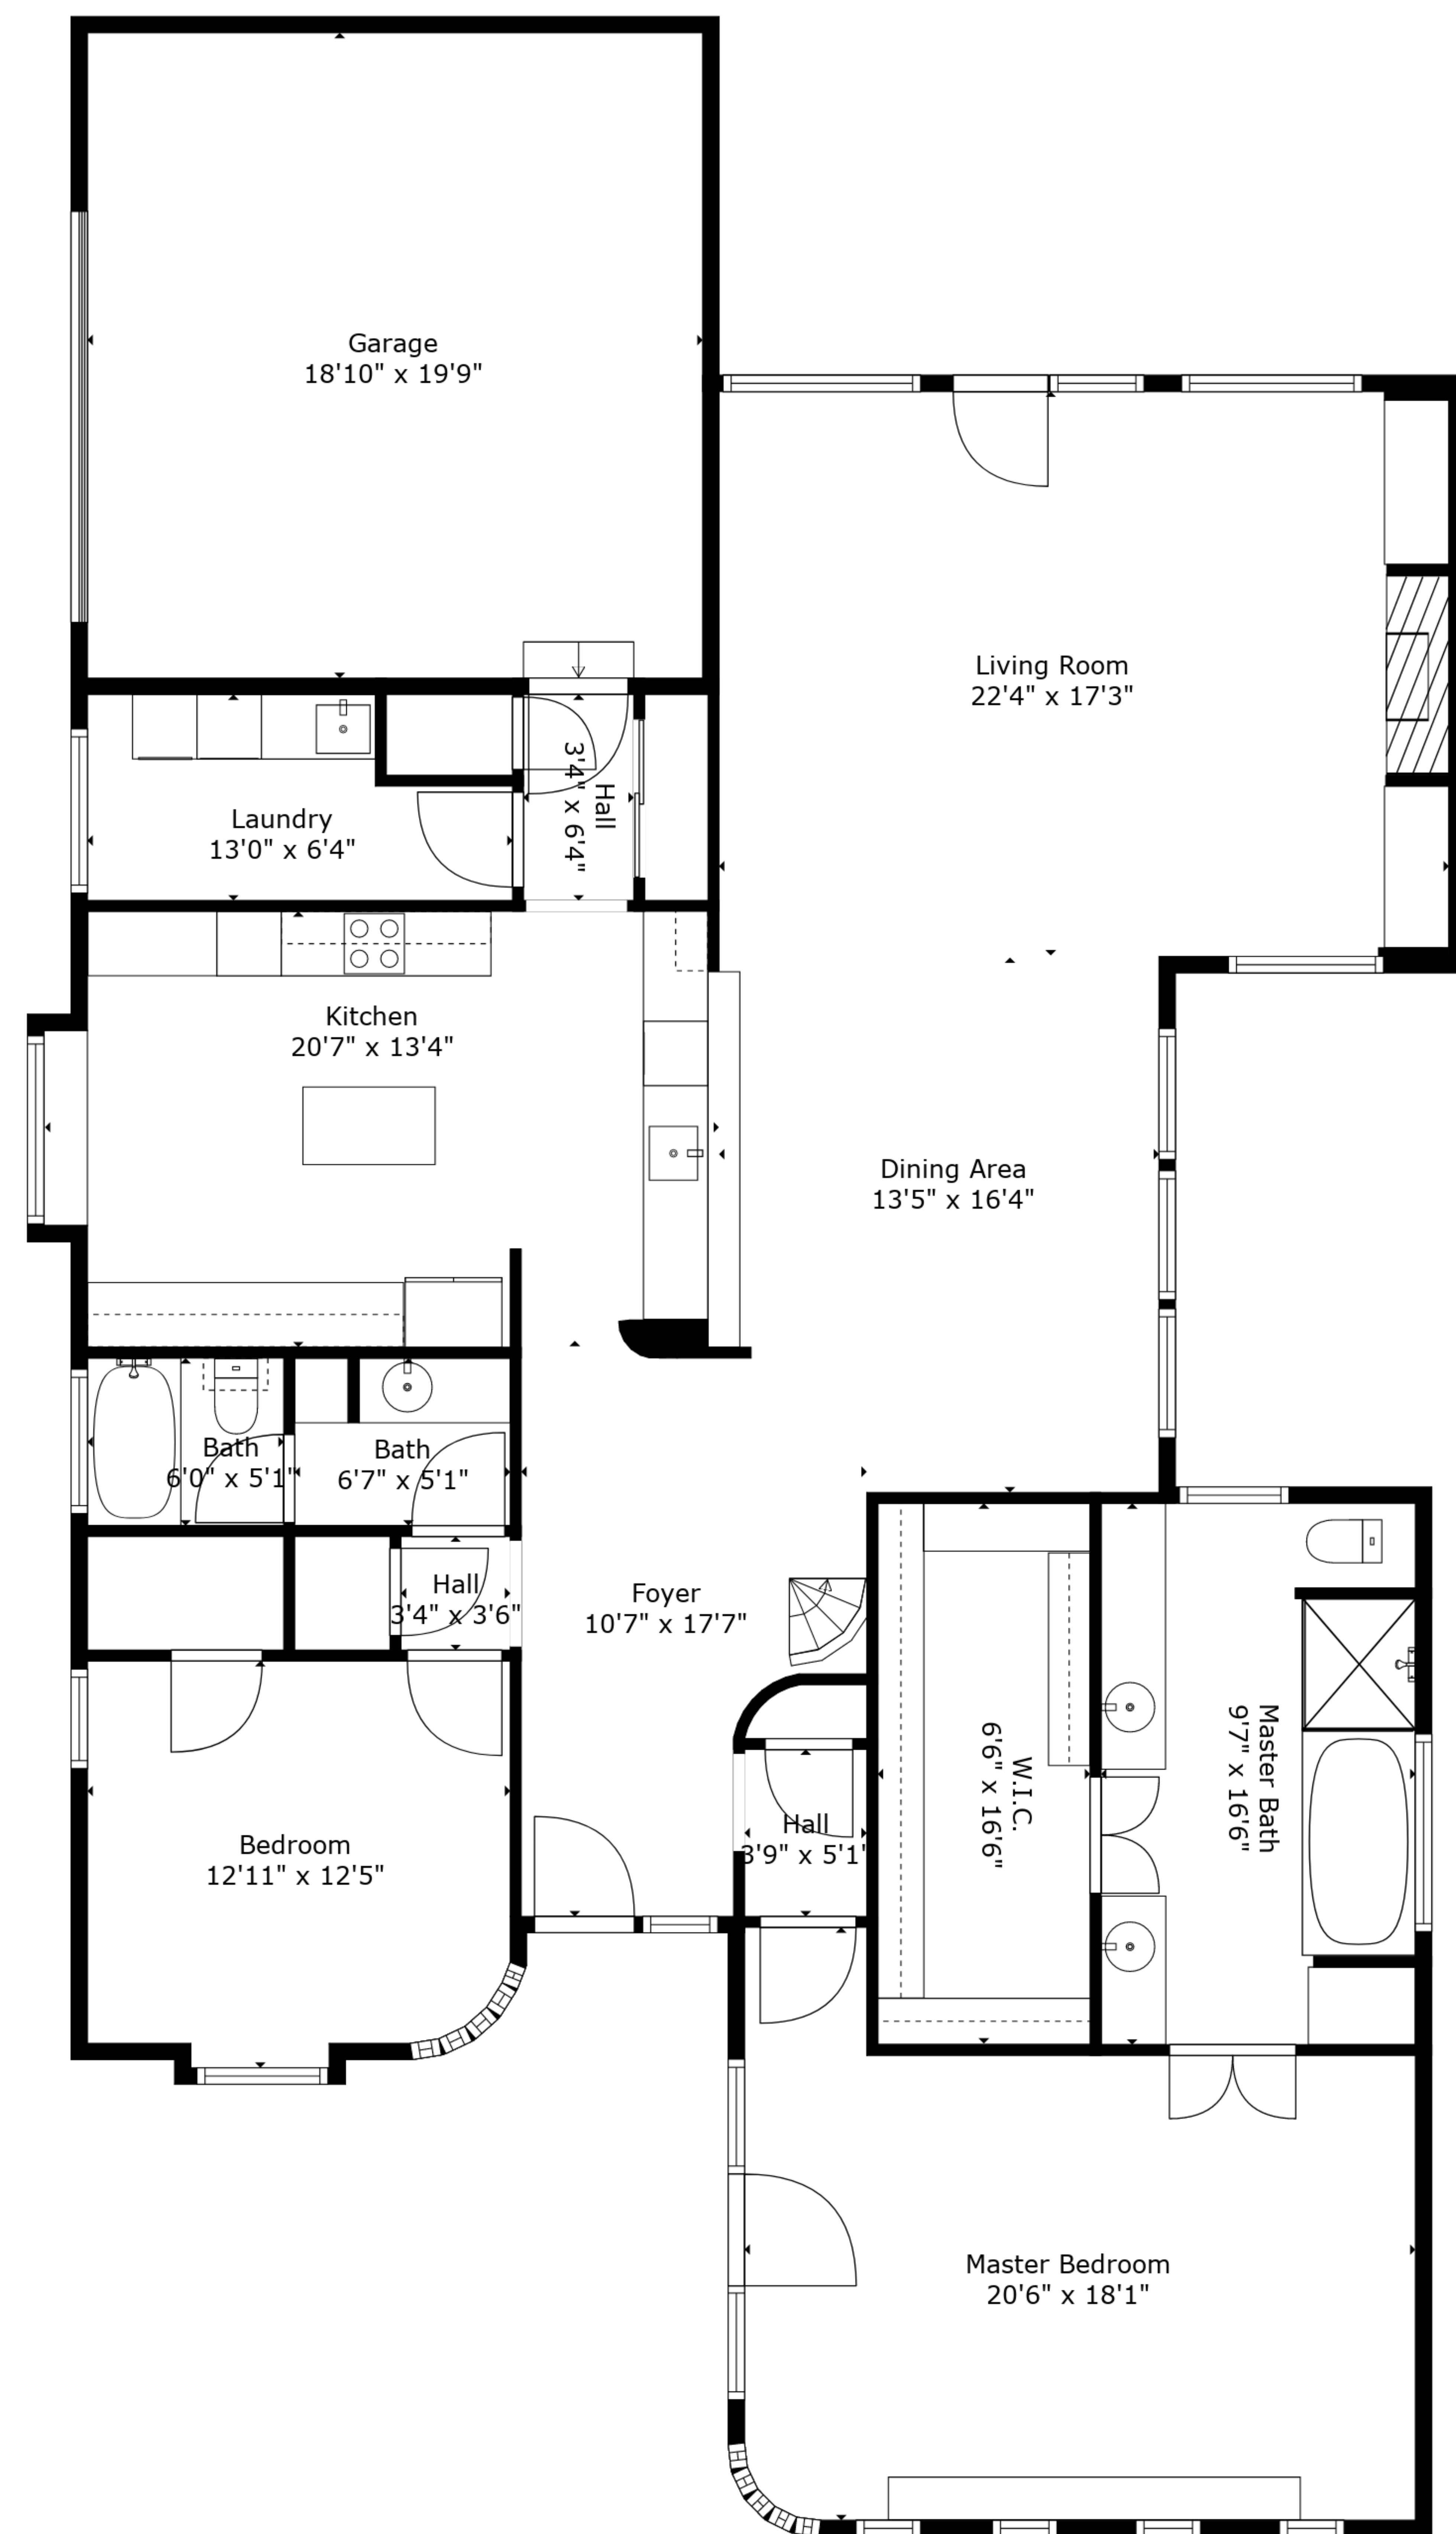 Garage
18'10" x 19'9"
Living Room
22'4" x 17'3"
Hall
3'4" x 6'4"
Laundry
13'0" x 6'4"
Kitchen
20'7" x 13'4"
Dining Area
13'5" x 16'4"
Bath
6'0" x 5'1"
Bath
6'7" x 5'1"
Hall
3'4" x 3'6"
Foyer
10'7" x 17'7"
W.I.C.
6'6" x 16'6"
Master Bath
9'7" x 16'6"
Hall
3'9" x 5'1"
Bedroom
12'11" x 12'5"
Master Bedroom
20'6" x 18'1"